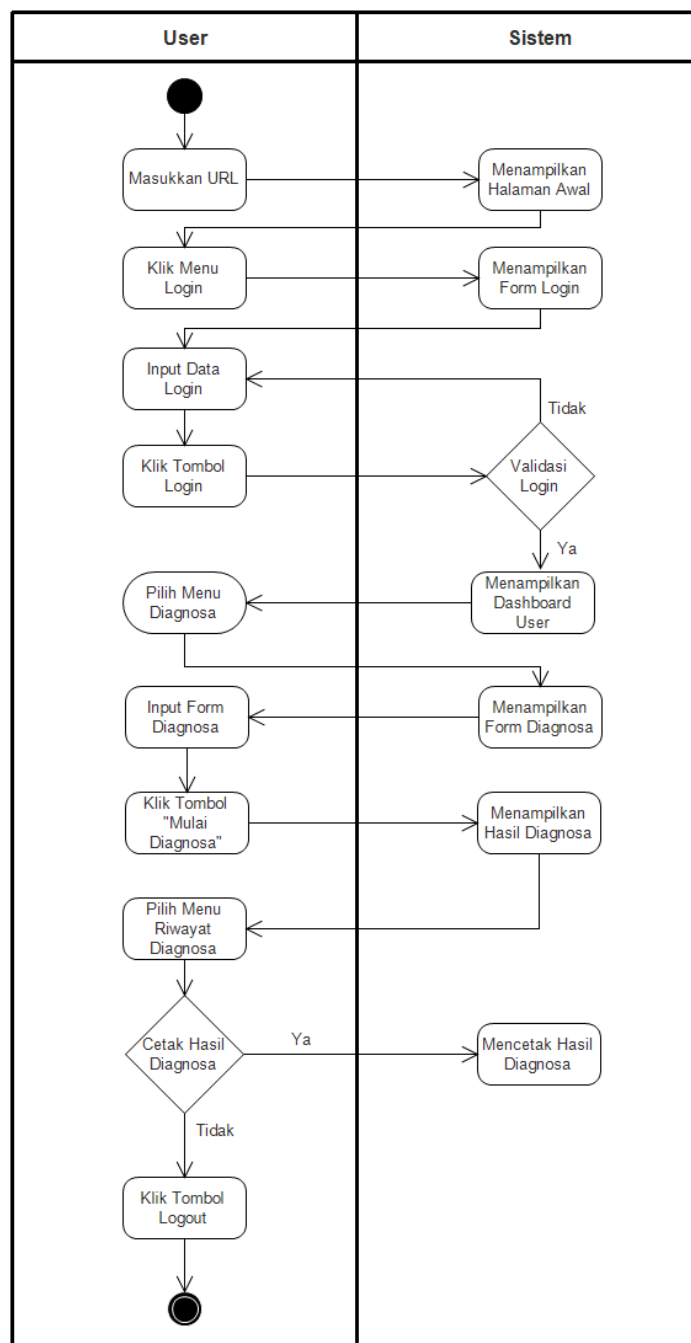 User
Sistem
Masukkan URL
Menampilkan
Halaman Awal
Klik Menu
Login
Menampilkan
Form Login
Input Data
Login
Tidak
Klik Tombol
Login
Validasi
Login
Ya
Pilih Menu
Diagnosa
Menampilkan
Dashboard
User
Input Form
Diagnosa
Menampilkan
Form Diagnosa
Klik Tombol
"Mulai
Diagnosa"
Menampilkan
Hasil Diagnosa
Pilih Menu
Riwayat
Diagnosa
Cetak Hasil
Diagnosa
Ya
Mencetak Hasil
Diagnosa
Tidak
Klik Tombol
Logout